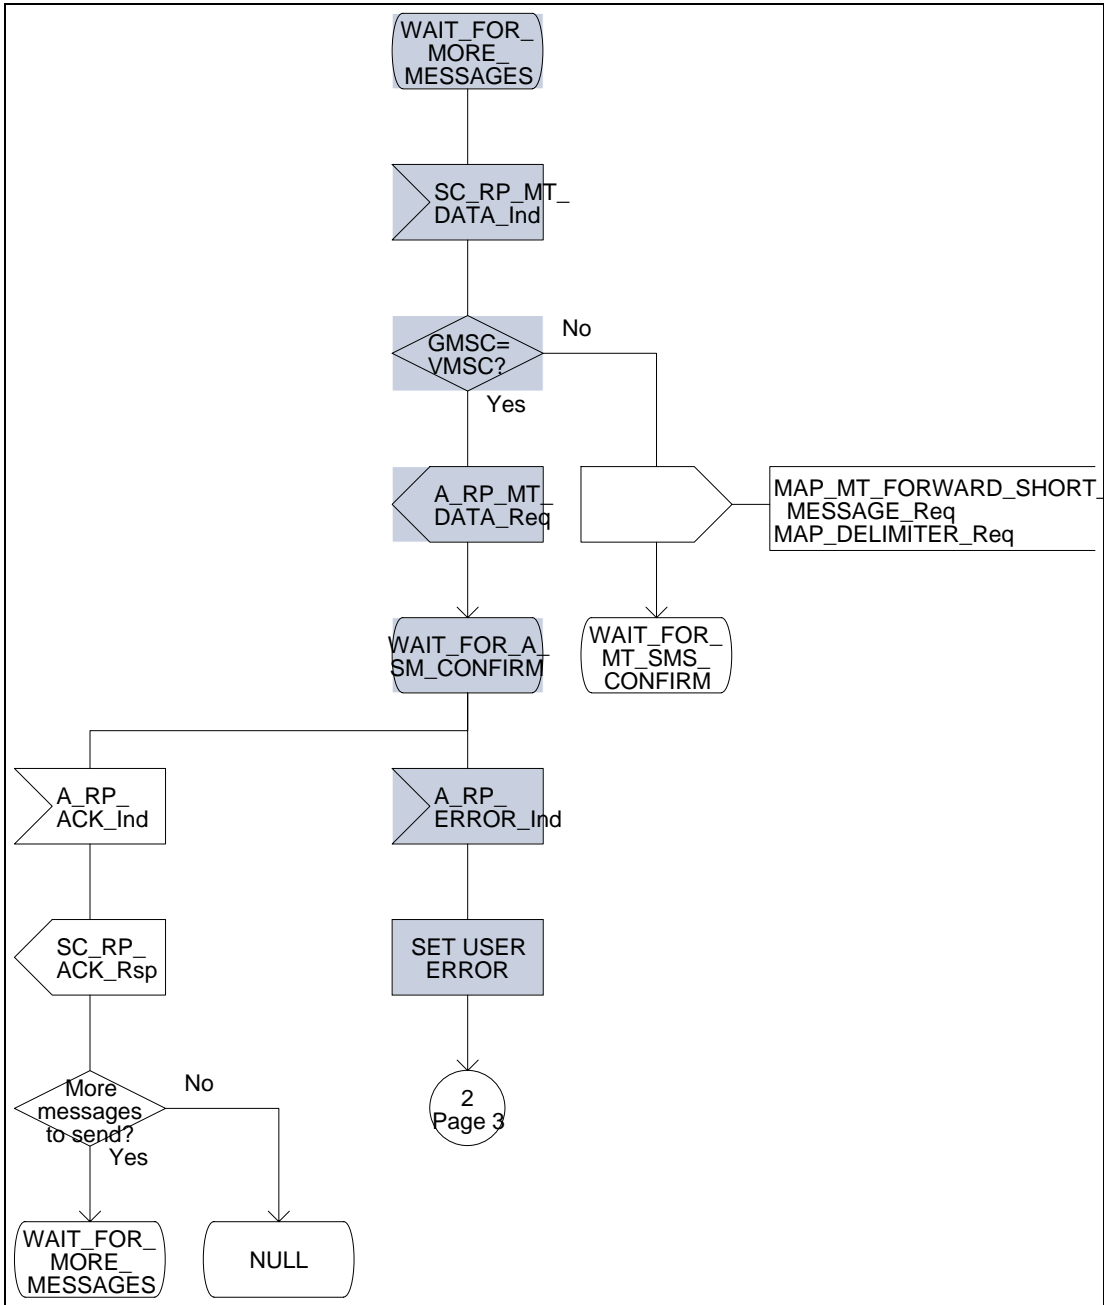 WAIT_FOR_
MORE_
MESSAGES
SC_RP_MT_
DATA_Ind
GMSC=
VMSC?
No
Yes
A_RP_MT_
DATA_Req
MAP_MT_FORWARD_SHORT_
MESSAGE_Req
MAP_DELIMITER_Req
WAIT_FOR_A_
SM_CONFIRM
WAIT_FOR_
MT_SMS_
CONFIRM
A_RP_
ACK_Ind
A_RP_
ERROR_Ind
SC_RP_
ACK_Rsp
SET USER
ERROR
More
messages
to send?
No
Yes
2
Page 3
WAIT_FOR_
MORE_
MESSAGES
NULL